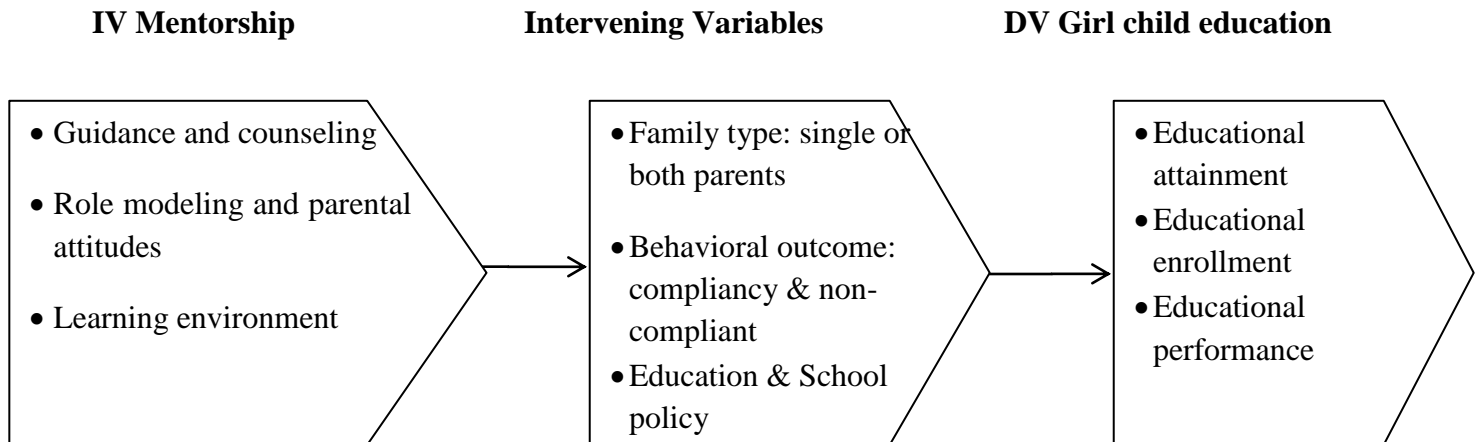 IV Mentorship
Intervening Variables
DV Girl child education
• Guidance and counseling
• Role modeling and parental
attitudes
• Learning environment
• Family type: single or
both parents
• Behavioral outcome:
compliancy & non-
compliant
• Education & School
policy
• Educational
attainment
• Educational
enrollment
• Educational
performance